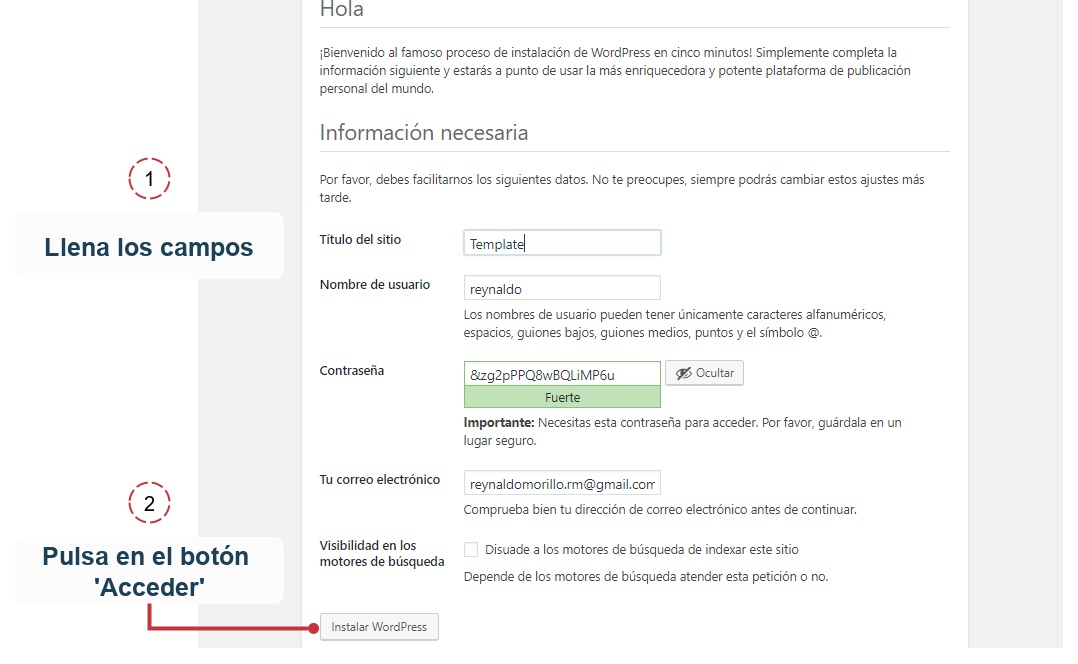 Hola
¡Bienvenido al famoso proceso de instalación de WordPress en cinco minutos! Simplemente completa la
información siguiente y estarás a punto de usar la más enriquecedora y potente plataforma de publicación
personal del mundo.
Información necesaria
1
Por favor, debes facilitarnos los siguientes datos. No te preocupes, siempre podrás cambiar estos ajustes más
tarde.
Llena los campos
Título del sitio
Template
Nombre de usuario
reynaldo
Los nombres de usuario pueden tener únicamente caracteres alfanuméricos,
espacios, guiones bajos, guiones medios, puntos y el símbolo @.
Contraseña
&zg2pPPQ8wBQLiMP6u
Ocultar
Fuerte
Importante: Necesitas esta contraseña para acceder. Por favor, guárdala en un
lugar seguro.
Tu correo electrónico
reynaldomorillo.rm@gmail.com
Comprueba bien tu dirección de correo electrónico antes de continuar.
2
Pulsa en el botón
'Acceder'
Visibilidad en los
motores de búsqueda
Disuade a los motores de búsqueda de indexar este sitio
Depende de los motores de búsqueda atender esta petición o no.
Instalar WordPress